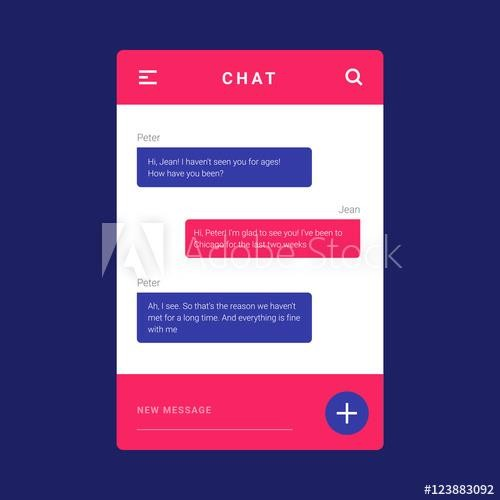 CHAT
Peter
Hi, Jean! I haven't seen you for ages!
How have you been?
Jean
Hi, Peter! I'm glad to see you! I've been to
Chicago for the last two weeks
Adobe Stock
Peter
Ah, I see. So that's the reason we haven't
met for a long time. And everything is fine
with me
NEW MESSAGE
#123883092